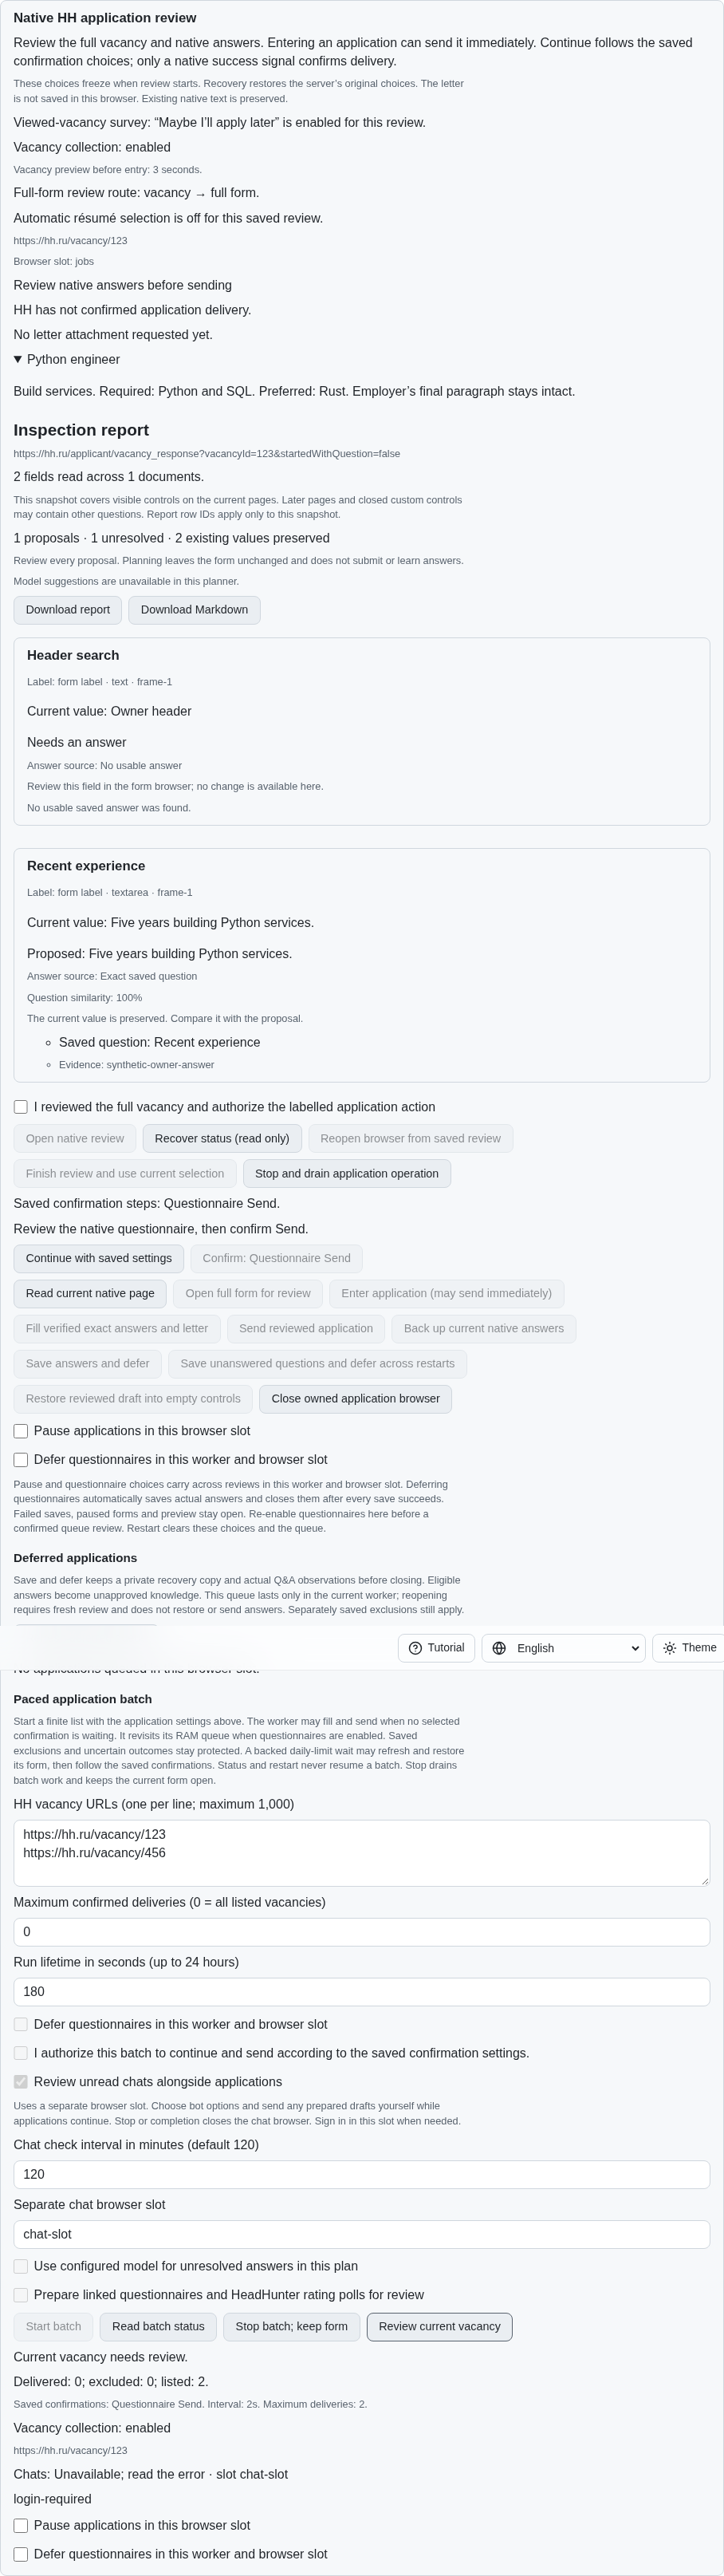 Native HH application review
Review the full vacancy and native answers. Entering an application can send it immediately. Continue follows the saved
confirmation choices; only a native success signal confirms delivery.
These choices freeze when review starts. Recovery restores the server’s original choices. The letter
is not saved in this browser. Existing native text is preserved.
Viewed-vacancy survey: “Maybe I’ll apply later” is enabled for this review.
Vacancy collection: enabled
Vacancy preview before entry: 3 seconds.
Full-form review route: vacancy → full form.
Automatic résumé selection is off for this saved review.
https://hh.ru/vacancy/123
Browser slot: jobs
Review native answers before sending
HH has not confirmed application delivery.
No letter attachment requested yet.
▼ Python engineer
Build services. Required: Python and SQL. Preferred: Rust. Employer’s final paragraph stays intact.
Inspection report
https://hh.ru/applicant/vacancy_response?vacancyId=123&startedWithQuestion=false
2 fields read across 1 documents.
This snapshot covers visible controls on the current pages. Later pages and closed custom controls
may contain other questions. Report row IDs apply only to this snapshot.
1 proposals · 1 unresolved · 2 existing values preserved
Review every proposal. Planning leaves the form unchanged and does not submit or learn answers.
Model suggestions are unavailable in this planner.
Download report Download Markdown
Header search
Label: form label · text · frame-1
Current value: Owner header
Needs an answer
Answer source: No usable answer
Review this field in the form browser; no change is available here.
No usable saved answer was found.
Recent experience
Label: form label · textarea · frame-1
Current value: Five years building Python services.
Proposed: Five years building Python services.
Answer source: Exact saved question
Question similarity: 100%
The current value is preserved. Compare it with the proposal.
Saved question: Recent experience
Evidence: synthetic-owner-answer
I reviewed the full vacancy and authorize the labelled application action
Open native review Recover status (read only) Reopen browser from saved review
Finish review and use current selection Stop and drain application operation
Saved confirmation steps: Questionnaire Send.
Review the native questionnaire, then confirm Send.
Continue with saved settings Confirm: Questionnaire Send
Read current native page Open full form for review Enter application (may send immediately)
Fill verified exact answers and letter Send reviewed application Back up current native answers
Save answers and defer Save unanswered questions and defer across restarts
Restore reviewed draft into empty controls Close owned application browser
Pause applications in this browser slot
Defer questionnaires in this worker and browser slot
Pause and questionnaire choices carry across reviews in this worker and browser slot. Deferring
questionnaires automatically saves actual answers and closes them after every save succeeds.
Failed saves, paused forms and preview stay open. Re-enable questionnaires here before a
confirmed queue review. Restart clears these choices and the queue.
Deferred applications
Save and defer keeps a private recovery copy and actual Q&A observations before closing. Eligible
answers become unapproved knowledge. This queue lasts only in the current worker; reopening
requires fresh review and does not restore or send answers. Separately saved exclusions still apply.
Tutorial English Theme
No applications queued in this browser slot.
Paced application batch
Start a finite list with the application settings above. The worker may fill and send when no selected
confirmation is waiting. It revisits its RAM queue when questionnaires are enabled. Saved
exclusions and uncertain outcomes stay protected. A backed daily-limit wait may refresh and restore
its form, then follow the saved confirmations. Status and restart never resume a batch. Stop drains
batch work and keeps the current form open.
HH vacancy URLs (one per line; maximum 1,000)
https://hh.ru/vacancy/123
https://hh.ru/vacancy/456
Maximum confirmed deliveries (0 = all listed vacancies)
0
Run lifetime in seconds (up to 24 hours)
180
Defer questionnaires in this worker and browser slot
I authorize this batch to continue and send according to the saved confirmation settings.
Review unread chats alongside applications
Uses a separate browser slot. Choose bot options and send any prepared drafts yourself while
applications continue. Stop or completion closes the chat browser. Sign in in this slot when needed.
Chat check interval in minutes (default 120)
120
Separate chat browser slot
chat-slot
Use configured model for unresolved answers in this plan
Prepare linked questionnaires and HeadHunter rating polls for review
Start batch Read batch status Stop batch; keep form Review current vacancy
Current vacancy needs review.
Delivered: 0; excluded: 0; listed: 2.
Saved confirmations: Questionnaire Send. Interval: 2s. Maximum deliveries: 2.
Vacancy collection: enabled
https://hh.ru/vacancy/123
Chats: Unavailable; read the error · slot chat-slot
login-required
Pause applications in this browser slot
Defer questionnaires in this worker and browser slot